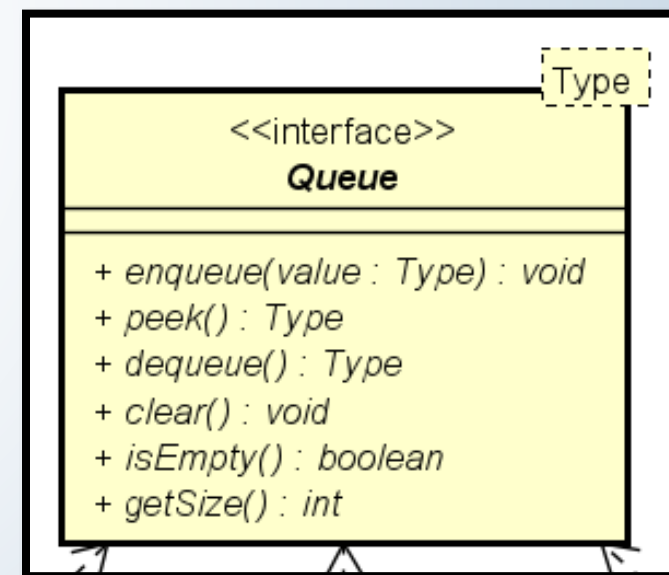 Type
<<interface>>
Queue
+ enqueue(value : Type) : void
+ peek() : Type
+ dequeue() : Type
+ clear() : void
+ isEmpty() : boolean
+ getSize() : int